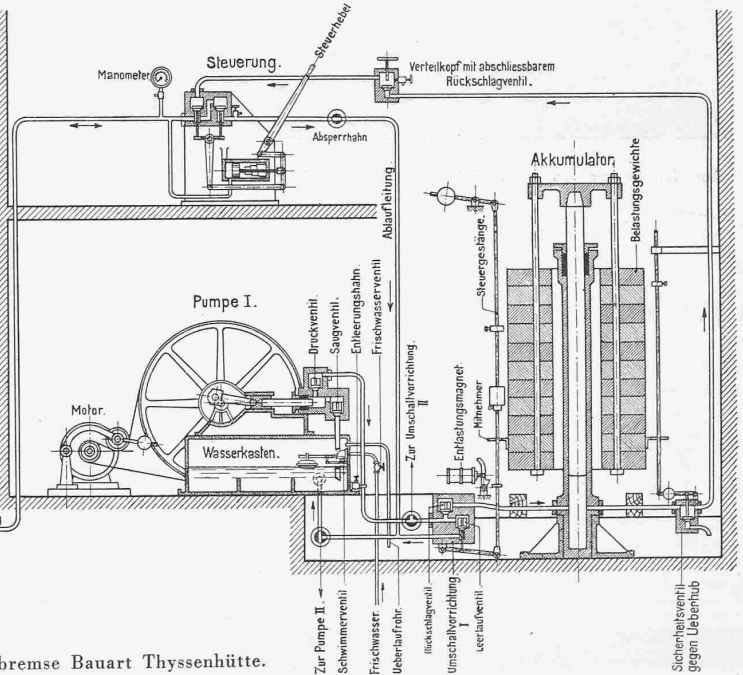 Steuerhebel
Steuerung.
Manometer
Verteilkopf mit abschliessbarem
Rückschlagventil.
Absperrhahn
Akkumulator.
Belastungsgewichte
Ablaufleitung
Steuergestänge.
Pumpe I.
Druckventil.
Saugventil.
Entleerungshahn.
Frischwasserventil
Zur Umschaltvorrichtung
II
Entlastungsmagnet.
Mitnehmer
Motor.
Wasserkasten.
Zur Pumpe II.
Schwimmerventil
Frischwasser.
Ueberlaufrohr.
Rückschlagventil
Umschaltvorrichtung
I
Leerlaufventil
Sicherheitsventil
gegen Ueberhub
bremse Bauart Thyssenhütte.